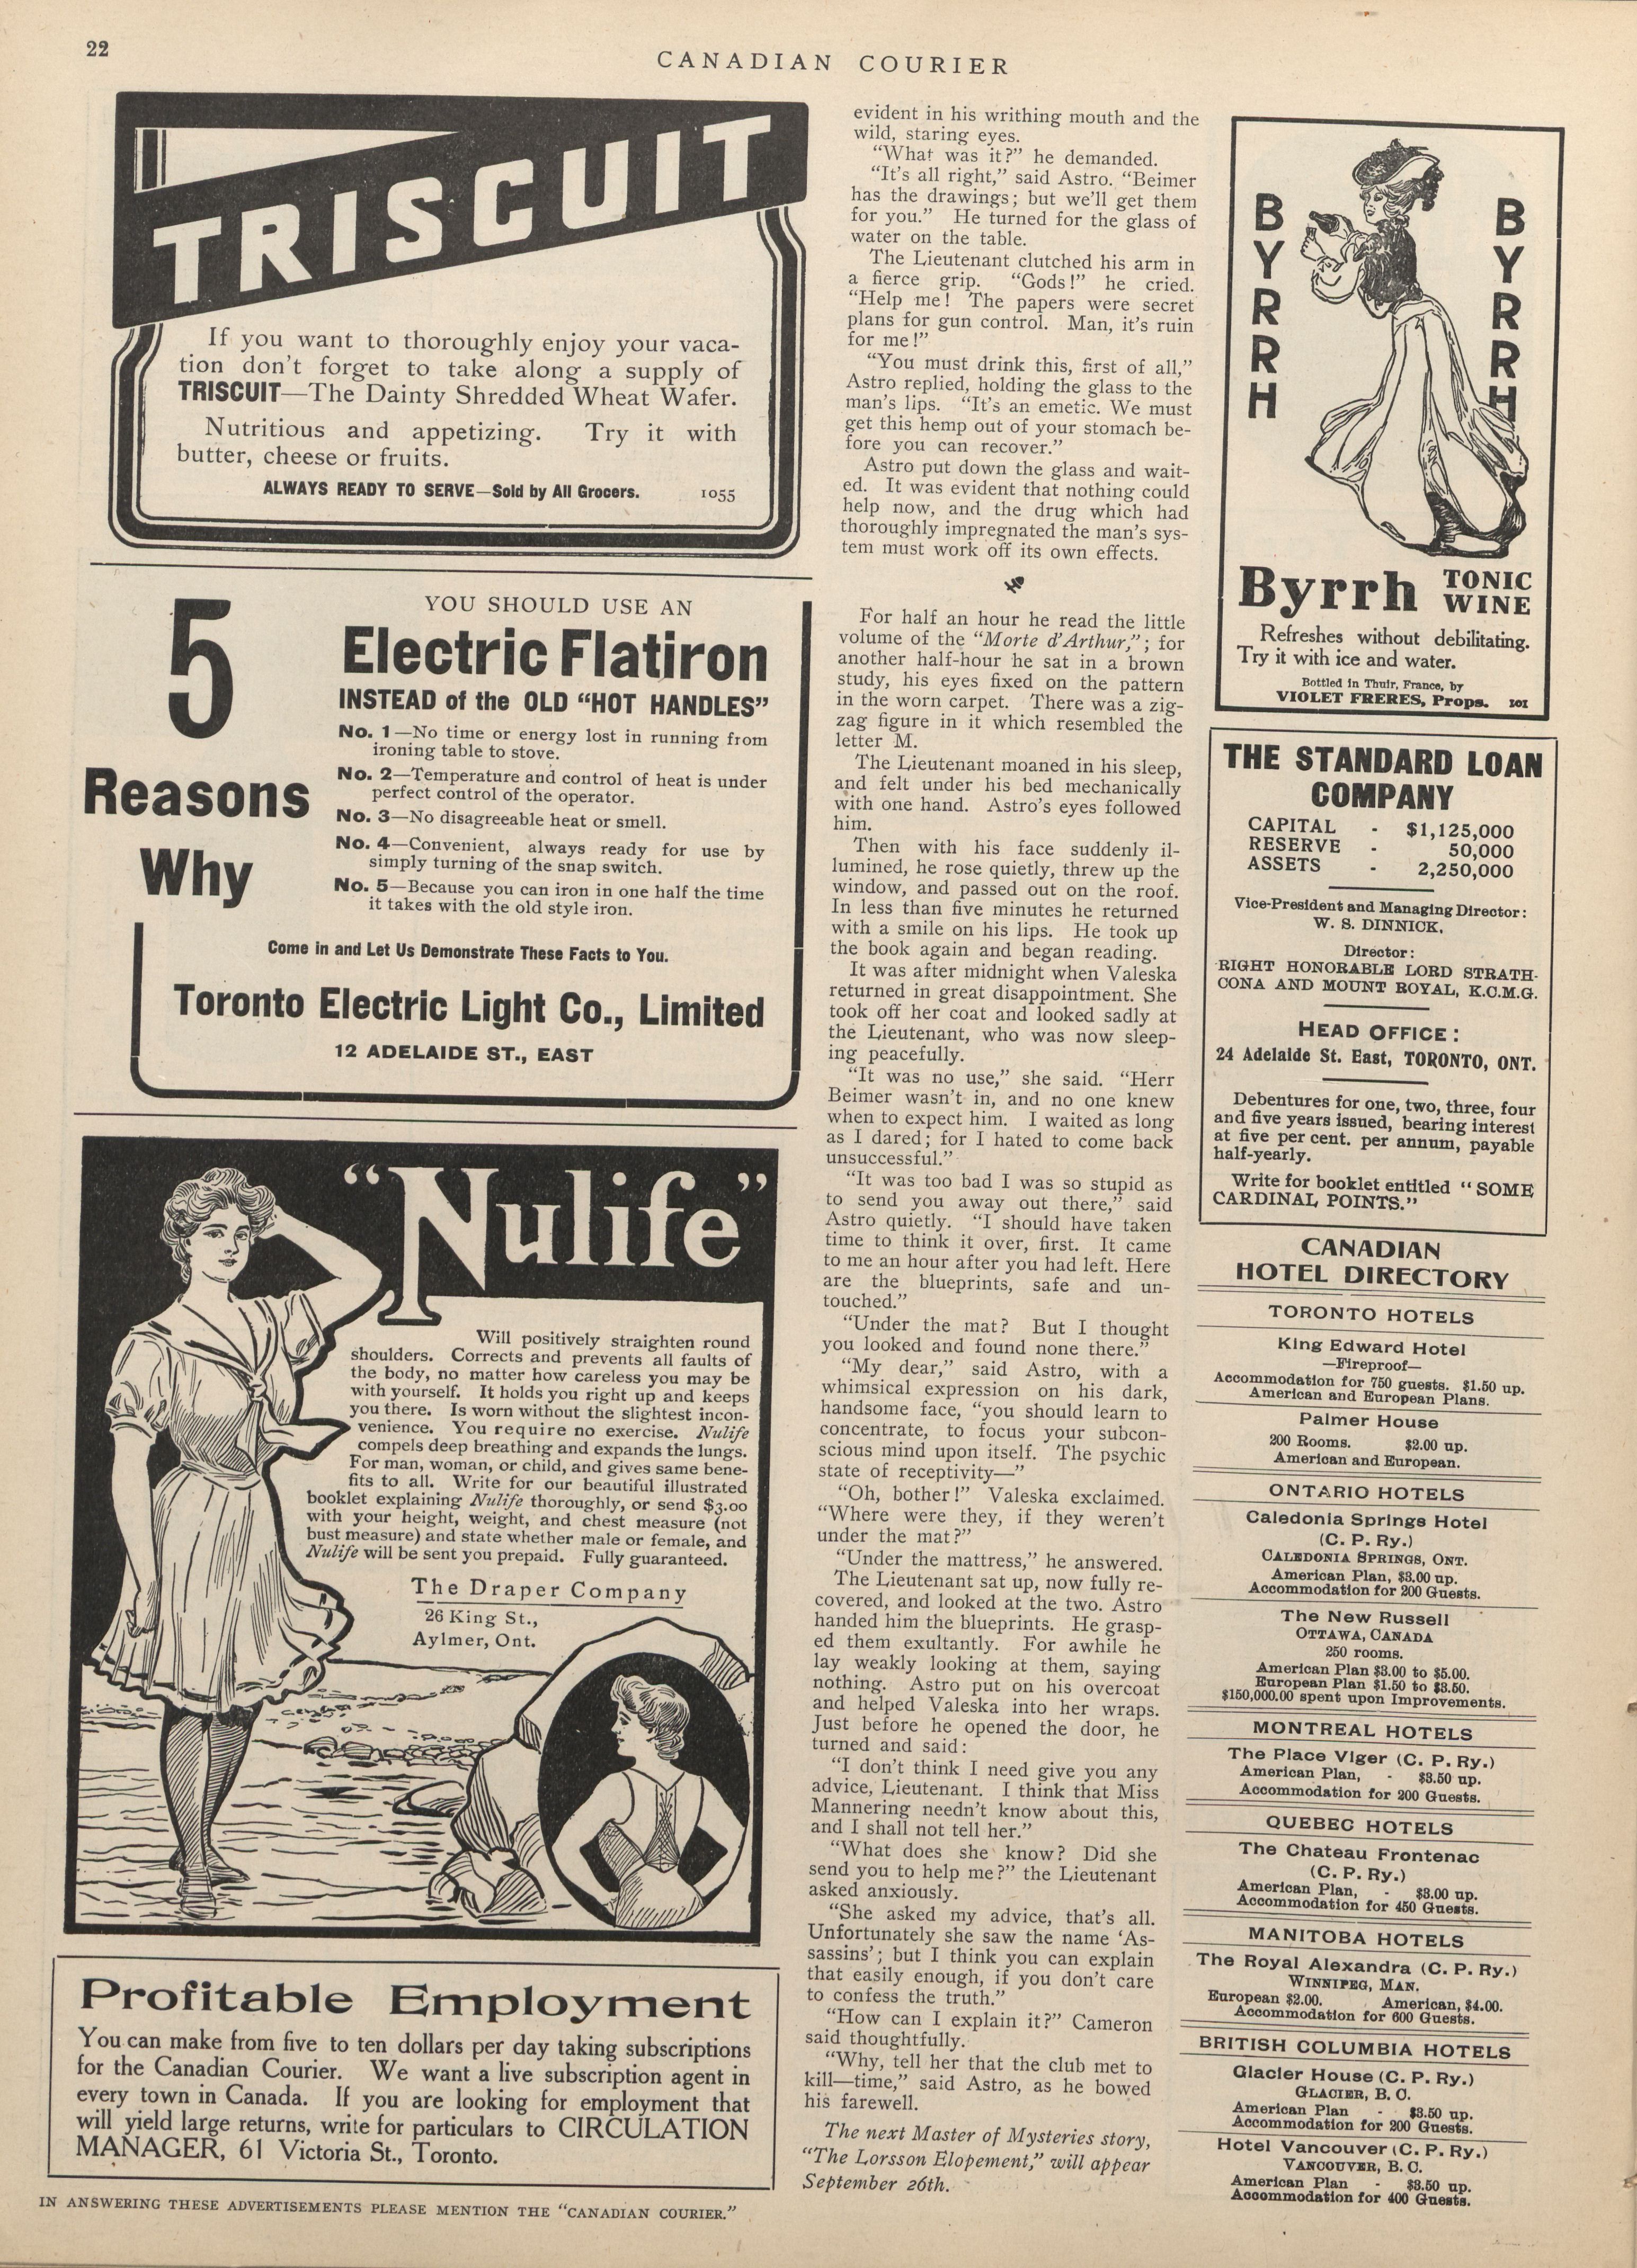 22
CANADIAN COURIER
TRISCUIT
If you want to thoroughly enjoy your vaca-
tion don't forget to take along a supply of
TRISCUIT—The Dainty Shredded Wheat Wafer.
Nutritious and appetizing. Try it with
butter, cheese or fruits.
ALWAYS READY TO SERVE—Sold by All Grocers. 1055
5
Reasons
Why
YOU SHOULD USE AN
Electric Flatiron
INSTEAD of the OLD "HOT HANDLES"
No. 1—No time or energy lost in running from
ironing table to stove.
No. 2—Temperature and control of heat is under
perfect control of the operator.
No. 3—No disagreeable heat or smell.
No. 4—Convenient, always ready for use by
simply turning of the snap switch.
No. 5—Because you can iron in one half the time
it takes with the old style iron.
Come in and Let Us Demonstrate These Facts to You.
Toronto Electric Light Co., Limited
12 ADELAIDE ST., EAST
"Nulife"
Will positively straighten round
shoulders. Corrects and prevents all faults of
the body, no matter how careless you may be
with yourself. It holds you right up and keeps
you there. Is worn without the slightest incon-
venience. You require no exercise. Nulife
compels deep breathing and expands the lungs.
For man, woman, or child, and gives same bene-
fits to all. Write for our beautiful illustrated
booklet explaining Nulife thoroughly, or send $3.00
with your height, weight, and chest measure (not
bust measure) and state whether male or female, and
Nulife will be sent you prepaid. Fully guaranteed.
The Draper Company
26 King St.,
Aylmer, Ont.
Profitable Employment
You can make from five to ten dollars per day taking subscriptions
for the Canadian Courier. We want a live subscription agent in
every town in Canada. If you are looking for employment that
will yield large returns, write for particulars to CIRCULATION
MANAGER, 61 Victoria St., Toronto.
IN ANSWERING THESE ADVERTISEMENTS PLEASE MENTION THE "CANADIAN COURIER."
evident in his writhing mouth and the
wild, staring eyes.
"What was it?" he demanded.
"It's all right," said Astro. "Beimer
has the drawings; but we'll get them
for you." He turned for the glass of
water on the table.
The Lieutenant clutched his arm in
a fierce grip. "Gods!" he cried.
"Help me! The papers were secret
plans for gun control. Man, it's ruin
for me!"
"You must drink this, first of all,"
Astro replied, holding the glass to the
man's lips. "It's an emetic. We must
get this hemp out of your stomach be-
fore you can recover."
Astro put down the glass and wait-
ed. It was evident that nothing could
help now, and the drug which had
thoroughly impregnated the man's sys-
tem must work off its own effects.
For half an hour he read the little
volume of the "Morte d'Arthur,"; for
another half-hour he sat in a brown
study, his eyes fixed on the pattern
in the worn carpet. There was a zig-
zag figure in it which resembled the
letter M.
The Lieutenant moaned in his sleep,
and felt under his bed mechanically
with one hand. Astro's eyes followed
him.
Then with his face suddenly il-
lumined, he rose quietly, threw up the
window, and passed out on the roof.
In less than five minutes he returned
with a smile on his lips. He took up
the book again and began reading.
It was after midnight when Valeska
returned in great disappointment. She
took off her coat and looked sadly at
the Lieutenant, who was now sleep-
ing peacefully.
"It was no use," she said. "Herr
Beimer wasn't in, and no one knew
when to expect him. I waited as long
as I dared; for I hated to come back
unsuccessful."
"It was too bad I was so stupid as
to send you away out there," said
Astro quietly. "I should have taken
time to think it over, first. It came
to me an hour after you had left. Here
are the blueprints, safe and un-
touched."
"Under the mat? But I thought
you looked and found none there."
"My dear," said Astro, with a
whimsical expression on his dark,
handsome face, "you should learn to
concentrate, to focus your subcon-
scious mind upon itself. The psychic
state of receptivity—"
"Oh, bother!" Valeska exclaimed.
"Where were they, if they weren't
under the mat?"
"Under the mattress," he answered.
The Lieutenant sat up, now fully re-
covered, and looked at the two. Astro
handed him the blueprints. He grasp-
ed them exultantly. For awhile he
lay weakly looking at them, saying
nothing. Astro put on his overcoat
and helped Valeska into her wraps.
Just before he opened the door, he
turned and said:
"I don't think I need give you any
advice, Lieutenant. I think that Miss
Mannering needn't know about this,
and I shall not tell her."
"What does she know? Did she
send you to help me?" the Lieutenant
asked anxiously.
"She asked my advice, that's all.
Unfortunately she saw the name 'As-
sassins'; but I think you can explain
that easily enough, if you don't care
to confess the truth."
"How can I explain it?" Cameron
said thoughtfully.
"Why, tell her that the club met to
kill—time," said Astro, as he bowed
his farewell.
The next Master of Mysteries story,
"The Lorsson Elopement," will appear
September 26th.
BYRRH
BYRRH
Byrrh TONIC
WINE
Refreshes without debilitating.
Try it with ice and water.
Bottled in Thuir, France, by
VIOLET FRERES, Props. 101
THE STANDARD LOAN
COMPANY
CAPITAL - $1,125,000
RESERVE - 50,000
ASSETS - 2,250,000
Vice-President and Managing Director:
W. S. DINNICK,
Director:
RIGHT HONORABLE LORD STRATH-
CONA AND MOUNT ROYAL, K.C.M.G.
HEAD OFFICE:
24 Adelaide St. East, TORONTO, ONT.
Debentures for one, two, three, four
and five years issued, bearing interest
at five per cent. per annum, payable
half-yearly.
Write for booklet entitled "SOME
CARDINAL POINTS."
CANADIAN
HOTEL DIRECTORY
TORONTO HOTELS
King Edward Hotel
—Fireproof—
Accommodation for 750 guests. $1.50 up.
American and European Plans.
Palmer House
200 Rooms. $2.00 up.
American and European.
ONTARIO HOTELS
Caledonia Springs Hotel
(C. P. Ry.)
CALEDONIA SPRINGS, ONT.
American Plan, $3.00 up.
Accommodation for 200 Guests.
The New Russell
OTTAWA, CANADA
250 rooms.
American Plan $3.00 to $5.00.
European Plan $1.50 to $3.50.
$150,000.00 spent upon Improvements.
MONTREAL HOTELS
The Place Viger (C. P. Ry.)
American Plan, - $3.50 up.
Accommodation for 200 Guests.
QUEBEC HOTELS
The Chateau Frontenac
(C. P. Ry.)
American Plan, - $3.00 up.
Accommodation for 450 Guests.
MANITOBA HOTELS
The Royal Alexandra (C. P. Ry.)
WINNIPEG, MAN.
European $2.00. American, $4.00.
Accommodation for 600 Guests.
BRITISH COLUMBIA HOTELS
Glacier House (C. P. Ry.)
GLACIER, B. C.
American Plan - $3.50 up.
Accommodation for 200 Guests.
Hotel Vancouver (C. P. Ry.)
VANCOUVER, B. C.
American Plan - $3.50 up.
Accommodation for 400 Guests.